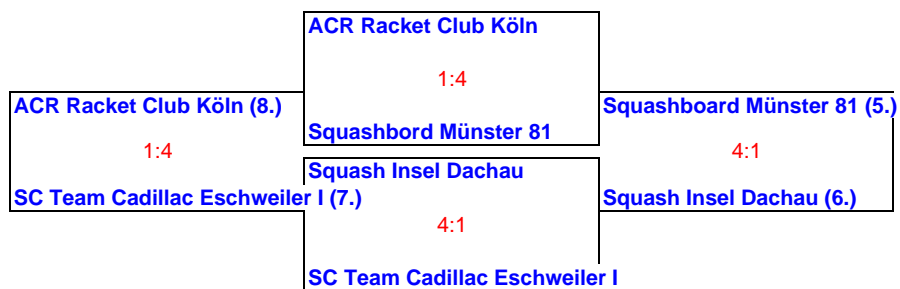 ACR Racket Club Köln
1:4
ACR Racket Club Köln (8.)
Squashboard Münster 81 (5.)
Squashbord Münster 81
1:4
4:1
Squash Insel Dachau
SC Team Cadillac Eschweiler I (7.)
Squash Insel Dachau (6.)
4:1
SC Team Cadillac Eschweiler I